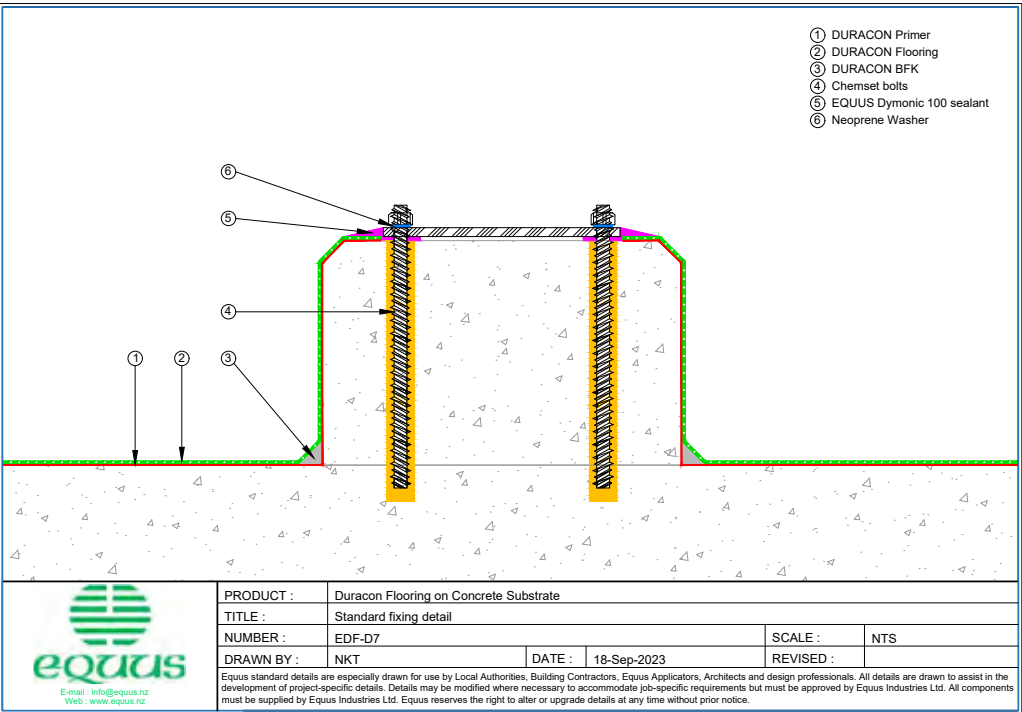 ① DURACON Primer
② DURACON Flooring
③ DURACON BFK
④ Chemset bolts
⑤ EQUUS Dymonic 100 sealant
⑥ Neoprene Washer
⑥
⑤
④
① ② ③
PRODUCT : Duracon Flooring on Concrete Substrate
TITLE : Standard fixing detail
NUMBER : EDF-D7 SCALE : NTS
DRAWN BY : NKT DATE : 18-Sep-2023 REVISED :
equus
E-mail : info@equus.nz
Web : www.equus.nz
Equus standard details are especially drawn for use by Local Authorities, Building Contractors, Equus Applicators, Architects and design professionals. All details are drawn to assist in the
development of project-specific details. Details may be modified where necessary to accommodate job-specific requirements but must be approved by Equus Industries Ltd. All components
must be supplied by Equus Industries Ltd. Equus reserves the right to alter or upgrade details at any time without prior notice.